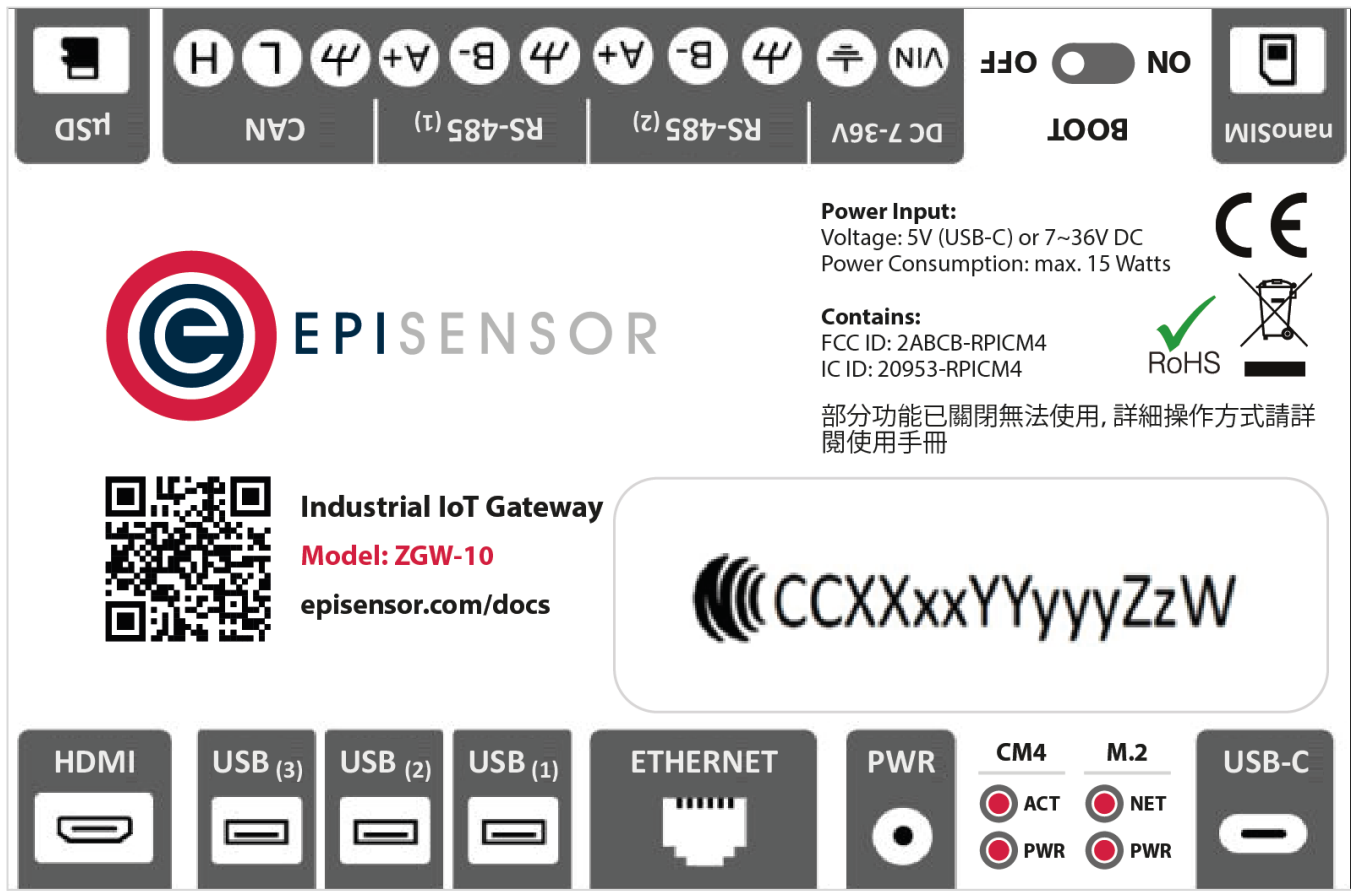 µSD
H L A+ B- A+ B- VIN
CAN RS-485 (1) RS-485 (2) DC 7-36V
OFF ON
BOOT
nanoSIM
Power Input:
Voltage: 5V (USB-C) or 7~36V DC
Power Consumption: max. 15 Watts
CE
Contains:
FCC ID: 2ABCB-RPICM4
IC ID: 20953-RPICM4
RoHS
部分功能已關閉無法使用, 詳細操作方式請詳
閱使用手冊
e EPISENSOR
Industrial IoT Gateway
Model: ZGW-10
episensor.com/docs
CCXXxxYYyyyZzW
HDMI
USB (3)
USB (2)
USB (1)
ETHERNET
PWR
CM4
ACT
PWR
M.2
NET
PWR
USB-C